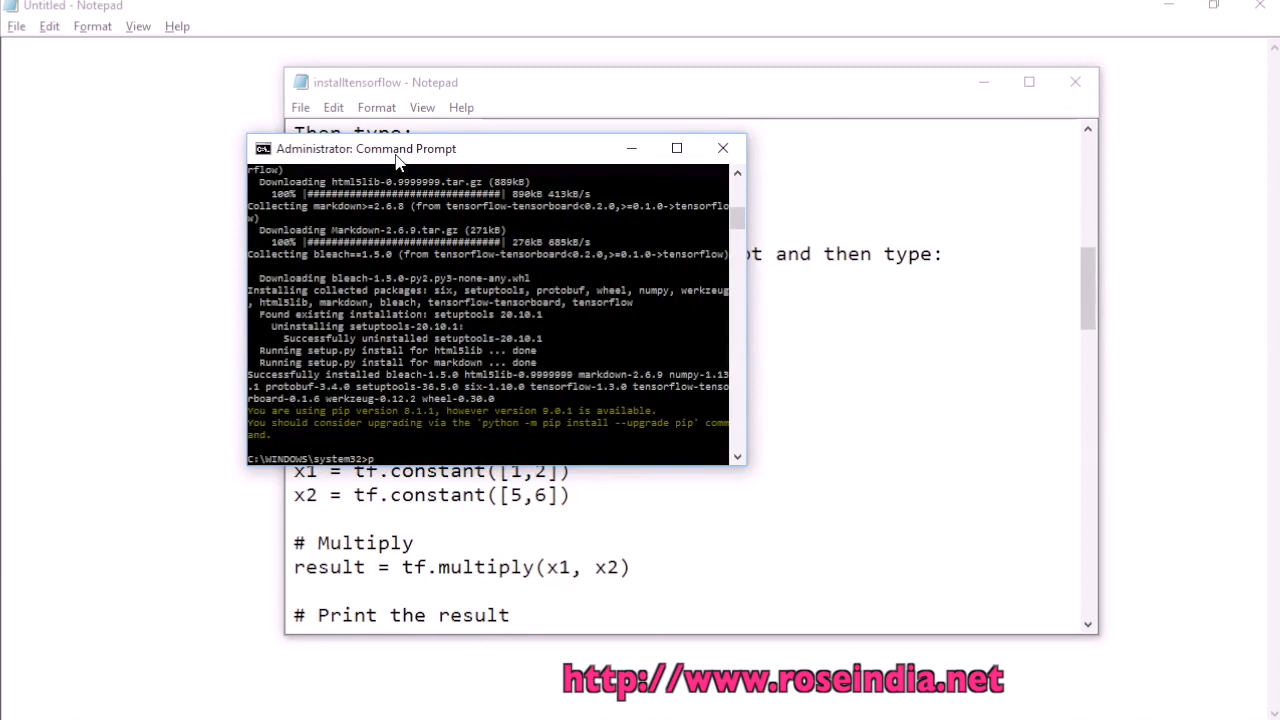 Untitled - Notepad
File Edit Format View Help
installtensorflow - Notepad
File Edit Format View Help
Then type:
Administrator: Command Prompt
rflow)
Downloading html5lib-0.9999999.tar.gz (889kB)
100% |################################| 890kB 413kB/s
Collecting markdown>=2.6.8 (from tensorflow-tensorboard<0.2.0,>=0.1.0->tensorflo
w)
Downloading Markdown-2.6.9.tar.gz (271kB)
100% |################################| 276kB 685kB/s
Collecting bleach==1.5.0 (from tensorflow-tensorboard<0.2.0,>=0.1.0->tensorflow)
pt and then type:
Downloading bleach-1.5.0-py2.py3-none-any.whl
Installing collected packages: six, setuptools, protobuf, wheel, numpy, werkzeug
, html5lib, markdown, bleach, tensorflow-tensorboard, tensorflow
Found existing installation: setuptools 20.10.1
Uninstalling setuptools-20.10.1:
Successfully uninstalled setuptools-20.10.1
Running setup.py install for html5lib ... done
Running setup.py install for markdown ... done
Successfully installed bleach-1.5.0 html5lib-0.9999999 markdown-2.6.9 numpy-1.13
.1 protobuf-3.4.0 setuptools-36.5.0 six-1.10.0 tensorflow-1.3.0 tensorflow-tenso
rboard-0.1.6 werkzeug-0.12.2 wheel-0.30.0
You are using pip version 8.1.1, however version 9.0.1 is available.
You should consider upgrading via the 'python -m pip install --upgrade pip' comm
and.
C:\WINDOWS\system32>p
x1 = tf.constant([1,2])
x2 = tf.constant([5,6])
# Multiply
result = tf.multiply(x1, x2)
# Print the result
http://www.roseindia.net